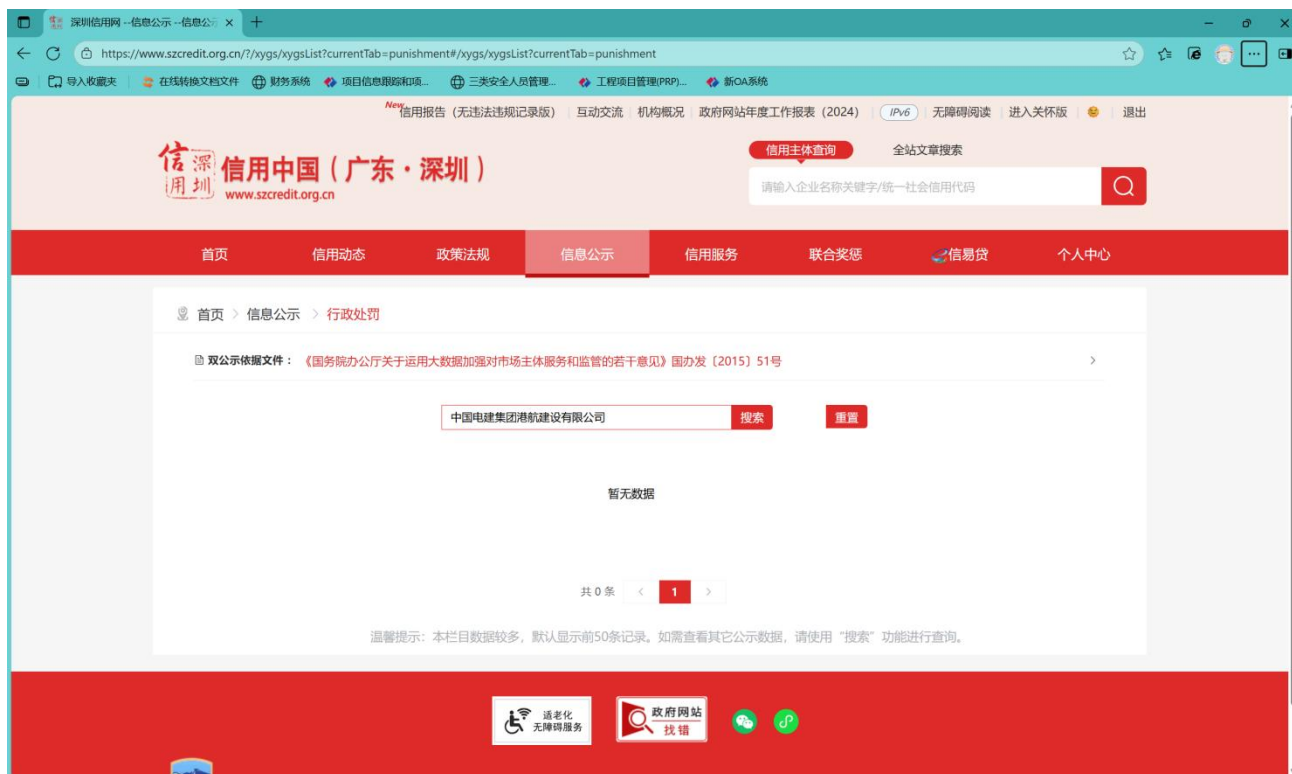 深圳信用网 --信息公示 --信息公示
https://www.szcredit.org.cn/?/xygs/xygsList?currentTab=punishment#/xygs/xygsList?currentTab=punishment
导入收藏夹 在线转换文档文件 财务系统 项目信息跟踪和项... 三类安全人员管理... 工程项目管理(PRP)... 新OA系统
New 信用报告（无违法违规记录版） 互动交流 机构概况 政府网站年度工作报表（2024） IPv6 无障碍阅读 进入关怀版 退出
信用 深圳 信用中国（广东·深圳）
www.szcredit.org.cn
信用主体查询 全站文章搜索
请输入企业名称关键字/统一社会信用代码
首页 信用动态 政策法规 信息公示 信用服务 联合奖惩 信易贷 个人中心
首页 > 信息公示 > 行政处罚
双公示依据文件： 《国务院办公厅关于运用大数据加强对市场主体服务和监管的若干意见》国办发〔2015〕51号
中国电建集团港航建设有限公司 搜索 重置
暂无数据
共 0 条 < 1 >
温馨提示：本栏目数据较多，默认显示前50条记录。如需查看其它公示数据，请使用“搜索”功能进行查询。
适老化
无障碍服务
政府网站
找错